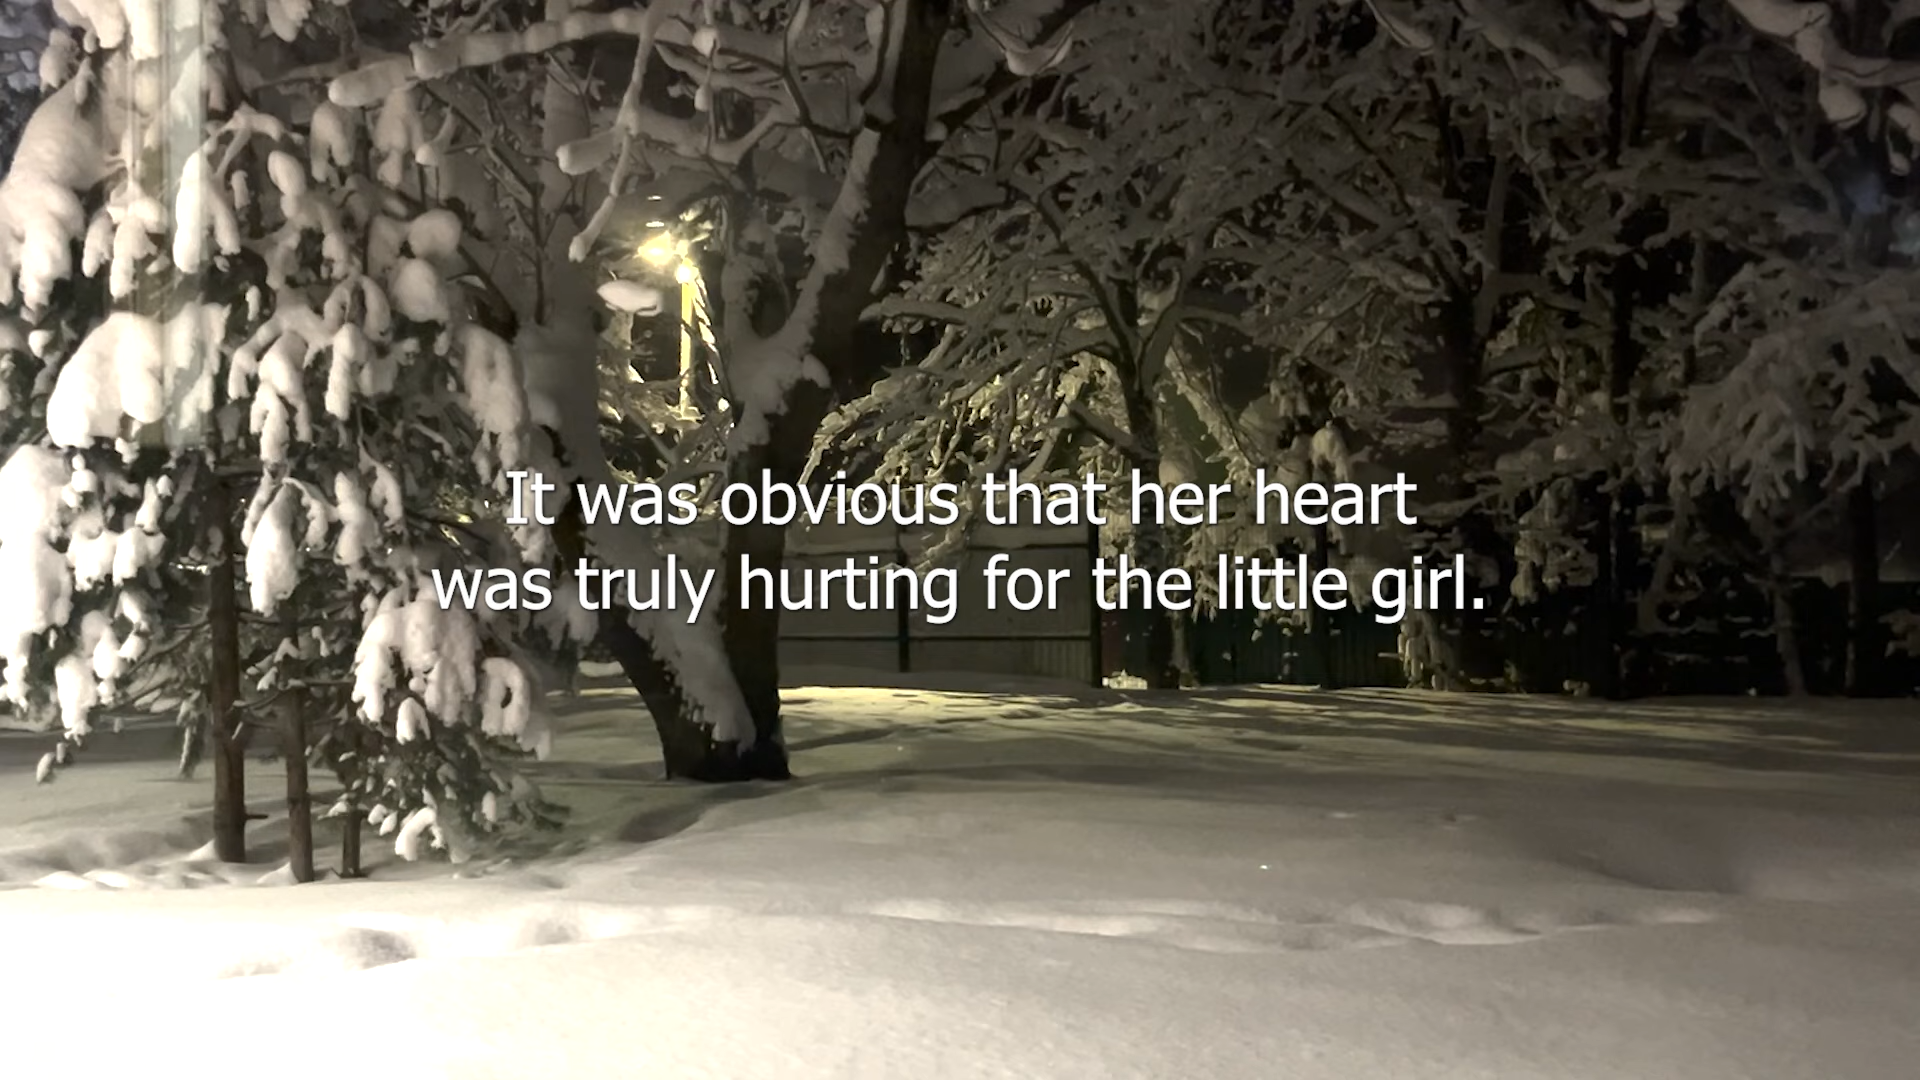 It was obvious that her heart
was truly hurting for the little girl.